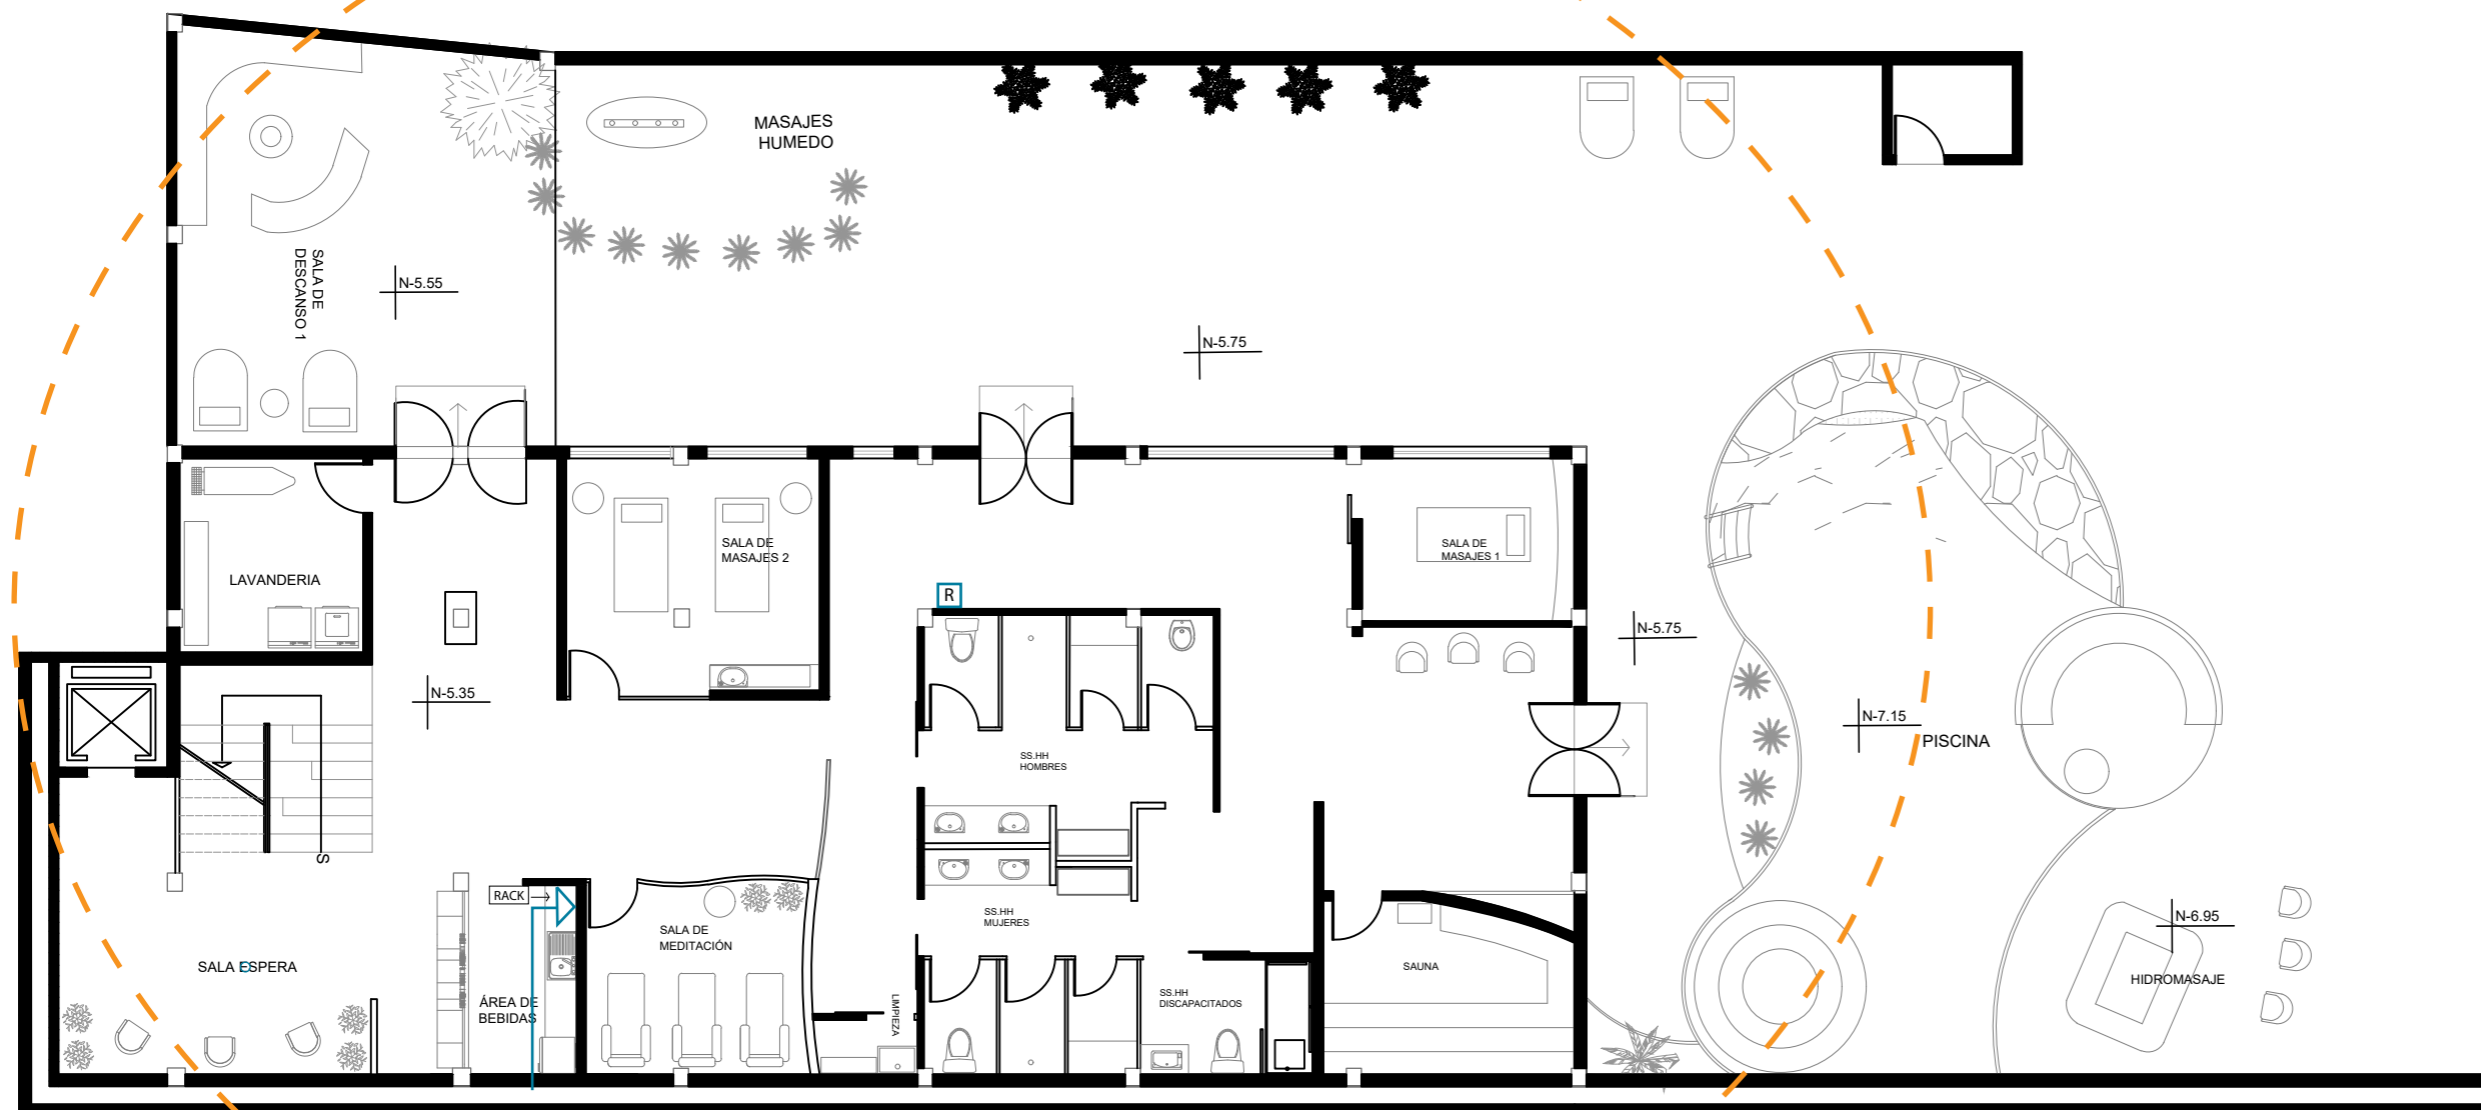 MASAJES
HUMEDO
SALA DE
DESCANSO 1
N-5.55
N-5.75
SALA DE
MASAJES 2
SALA DE
MASAJES 1
LAVANDERIA
R
N-5.75
N-5.35
N-7.15
PISCINA
SS.HH
HOMBRES
S
RACK
SS.HH
MUJERES
SALA DE
MEDITACIÓN
N-6.95
SALA ESPERA
SAUNA
HIDROMASAJE
ÁREA DE
BEBIDAS
LIMPIEZA
SS.HH
DISCAPACITADOS